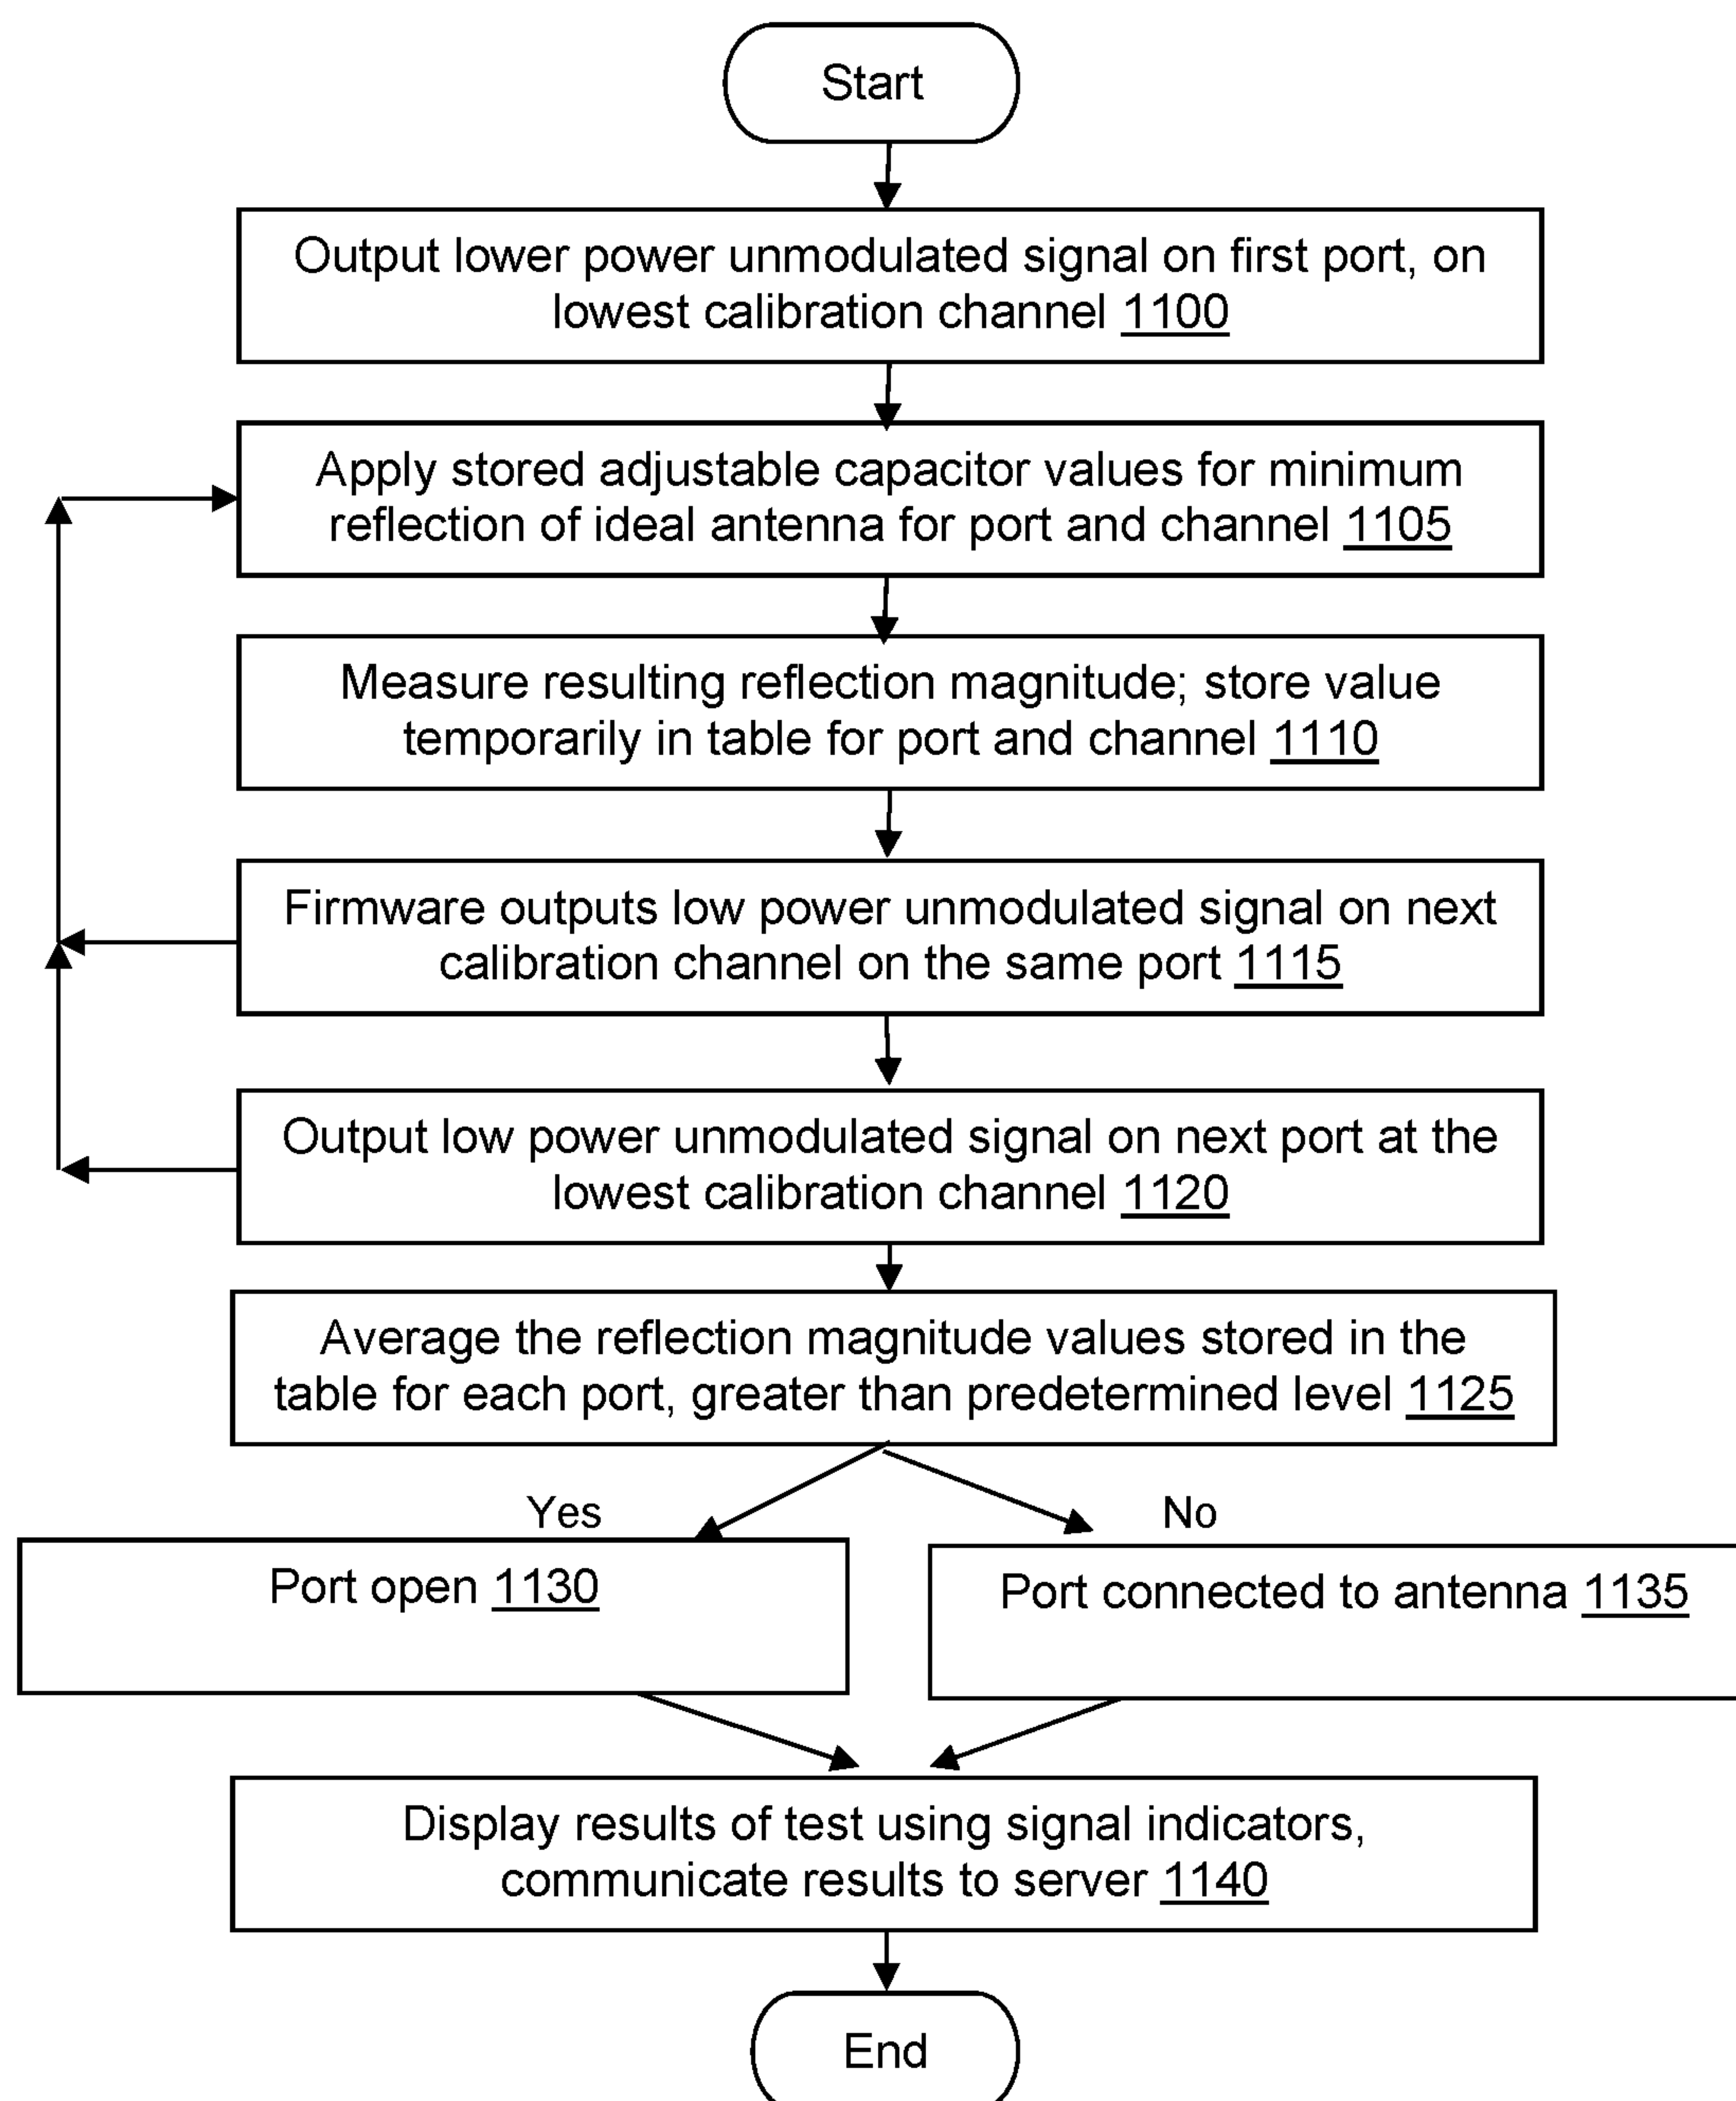 Start
Output lower power unmodulated signal on first port, on
lowest calibration channel 1100
Apply stored adjustable capacitor values for minimum
reflection of ideal antenna for port and channel 1105
Measure resulting reflection magnitude; store value
temporarily in table for port and channel 1110
Firmware outputs low power unmodulated signal on next
calibration channel on the same port 1115
Output low power unmodulated signal on next port at the
lowest calibration channel 1120
Average the reflection magnitude values stored in the
table for each port, greater than predetermined level 1125
Yes
No
Port open 1130
Port connected to antenna 1135
Display results of test using signal indicators,
communicate results to server 1140
End